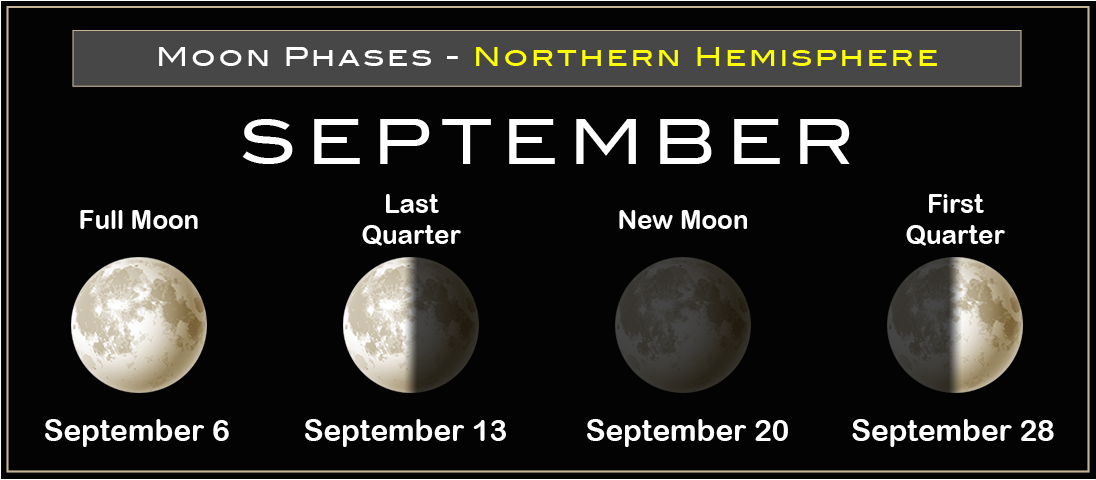 Moon Phases - Northern Hemisphere
SEPTEMBER
Full Moon
Last
Quarter
New Moon
First
Quarter
September 6
September 13
September 20
September 28